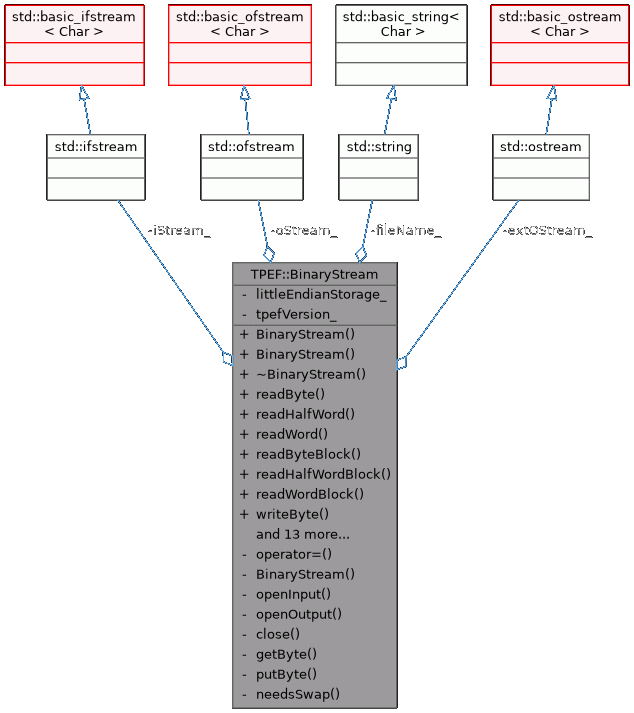 std::basic_ifstream
< Char >
std::basic_ofstream
< Char >
std::basic_string<
Char >
std::basic_ostream
< Char >
std::ifstream
std::ofstream
std::string
std::ostream
-iStream_
-oStream_
-fileName_
-extOStream_
TPEF::BinaryStream
- littleEndianStorage_
- tpefVersion_
+ BinaryStream()
+ BinaryStream()
+ ~BinaryStream()
+ readByte()
+ readHalfWord()
+ readWord()
+ readByteBlock()
+ readHalfWordBlock()
+ readWordBlock()
+ writeByte()
and 13 more...
- operator=()
- BinaryStream()
- openInput()
- openOutput()
- close()
- getByte()
- putByte()
- needsSwap()